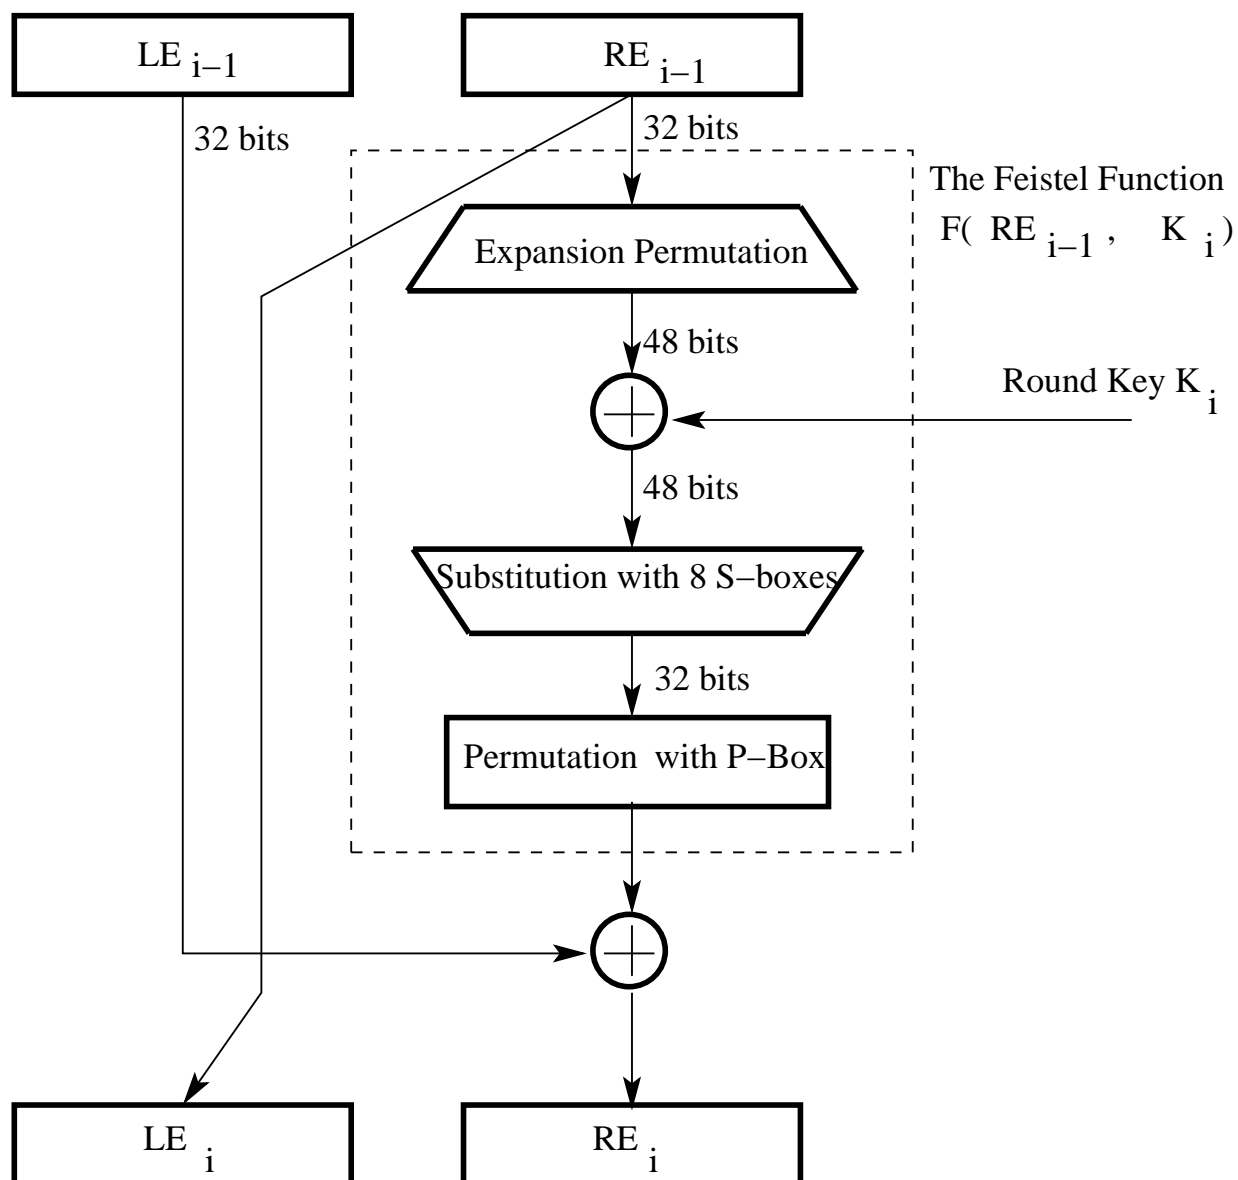 LE i−1
RE i−1
32 bits
32 bits
The Feistel Function
F( RE i−1 , K i )
Expansion Permutation
48 bits
Round Key K i
48 bits
Substitution with 8 S−boxes
32 bits
Permutation with P−Box
LE i
RE i